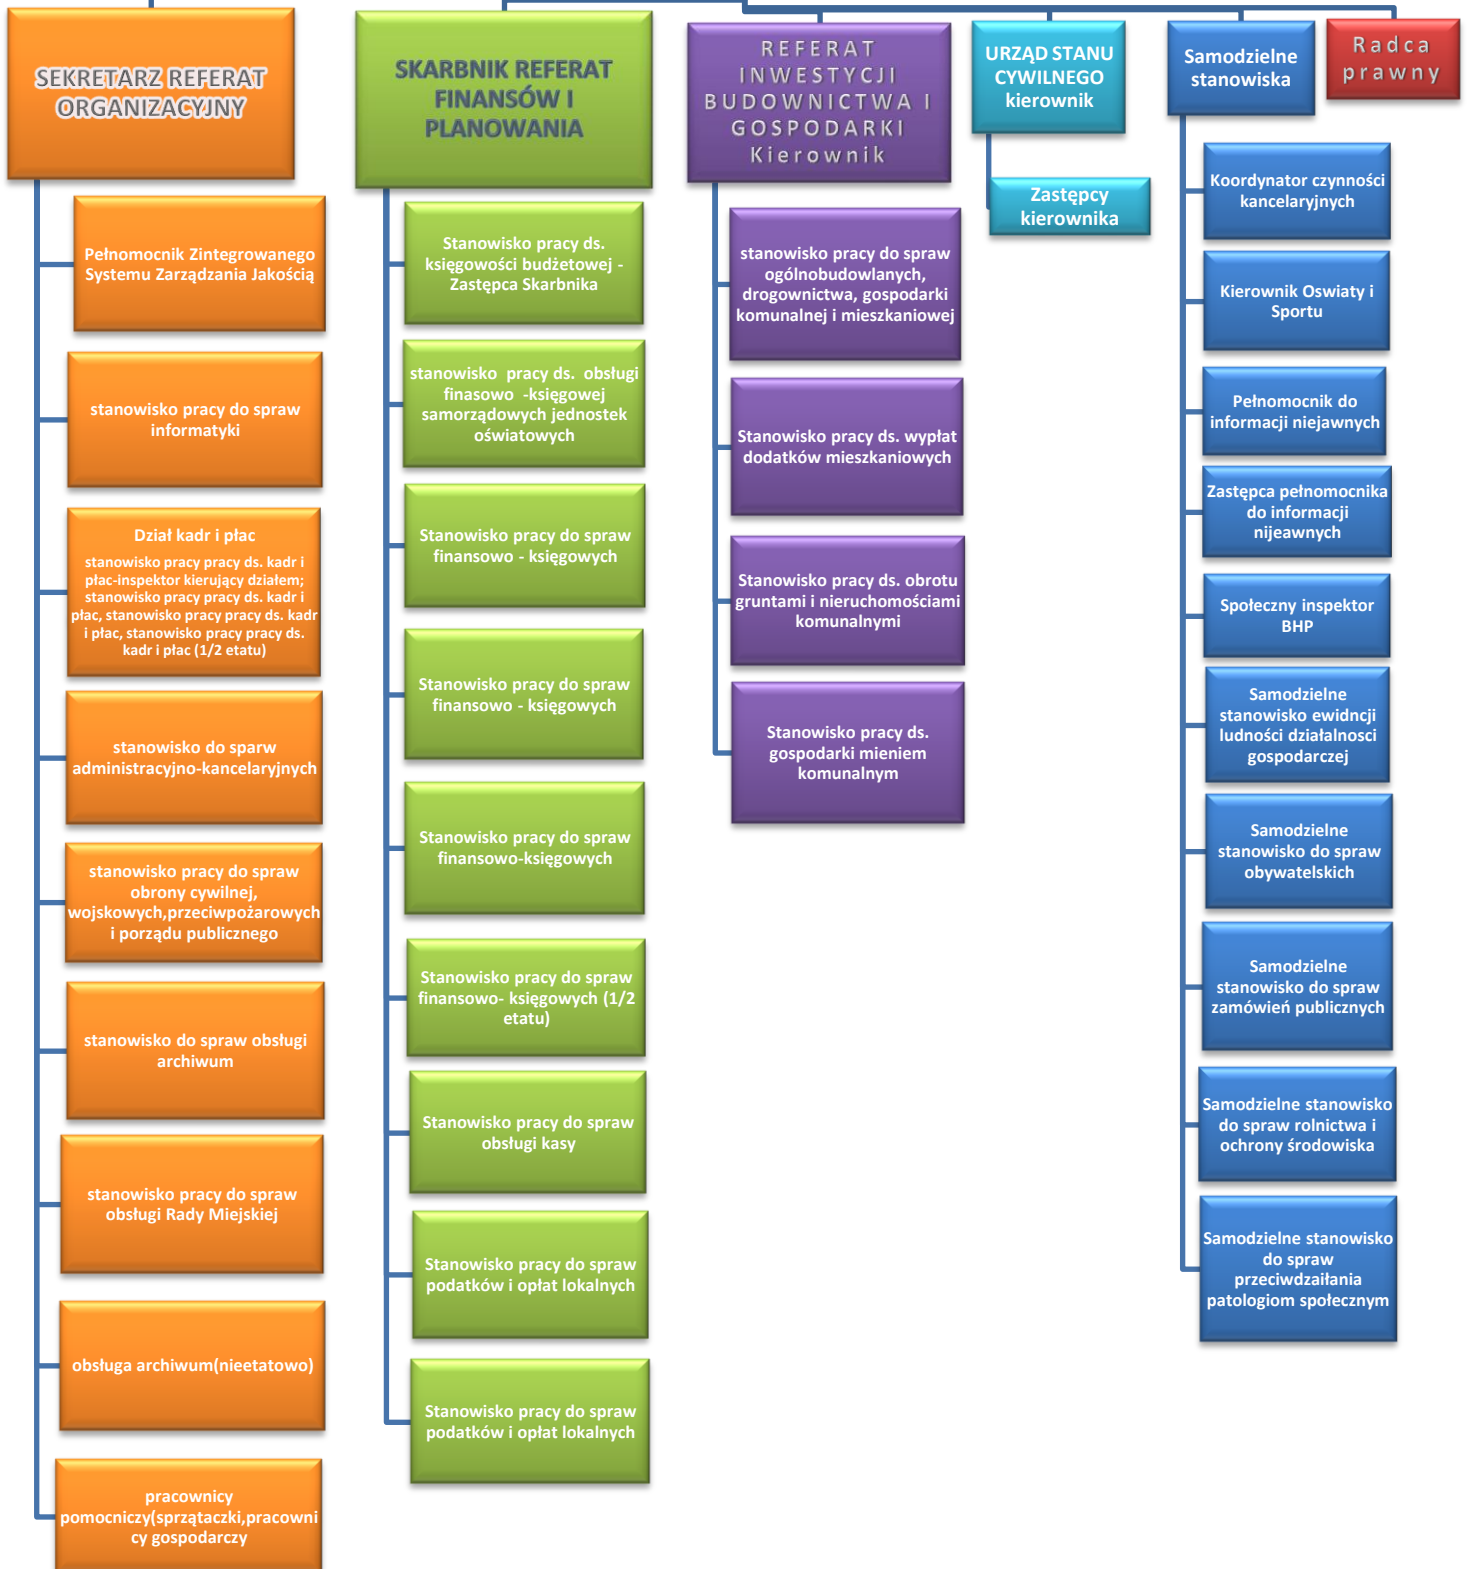 SEKRETARZ REFERAT
ORGANIZACYJNY
Pełnomocnik Zintegrowanego
Systemu Zarządzania Jakością
stanowisko pracy do spraw
informatyki
Dział kadr i płac
stanowisko pracy pracy ds. kadr i
płac-inspektor kierujący działem;
stanowisko pracy pracy ds. kadr i
płac, stanowisko pracy pracy ds. kadr
i płac, stanowisko pracy pracy ds.
kadr i płac (1/2 etatu)
stanowisko do sparw
administracyjno-kancelaryjnych
stanowisko pracy do spraw
obrony cywilnej,
wojskowych,przeciwpożarowych
i porządu publicznego
stanowisko do spraw obsługi
archiwum
stanowisko pracy do spraw
obsługi Rady Miejskiej
obsługa archiwum(nieetatowo)
pracownicy
pomocniczy(sprzątaczki,pracowni
cy gospodarczy
SKARBNIK REFERAT
FINANSÓW I
PLANOWANIA
Stanowisko pracy ds.
księgowości budżetowej -
Zastępca Skarbnika
stanowisko pracy ds. obsługi
finasowo -księgowej
samorządowych jednostek
oświatowych
Stanowisko pracy do spraw
finansowo - księgowych
Stanowisko pracy do spraw
finansowo - księgowych
Stanowisko pracy do spraw
finansowo-księgowych
Stanowisko pracy do spraw
finansowo- księgowych (1/2
etatu)
Stanowisko pracy do spraw
obsługi kasy
Stanowisko pracy do spraw
podatków i opłat lokalnych
Stanowisko pracy do spraw
podatków i opłat lokalnych
REFERAT
INWESTYCJI
BUDOWNICTWA I
GOSPODARKI
Kierownik
stanowisko pracy do spraw
ogólnobudowlanych,
drogownictwa, gospodarki
komunalnej i mieszkaniowej
Stanowisko pracy ds. wypłat
dodatków mieszkaniowych
Stanowisko pracy ds. obrotu
gruntami i nieruchomościami
komunalnymi
Stanowisko pracy ds.
gospodarki mieniem
komunalnym
URZĄD STANU
CYWILNEGO
kierownik
Zastępcy
kierownika
Samodzielne
stanowiska
Koordynator czynności
kancelaryjnych
Kierownik Oswiaty i
Sportu
Pełnomocnik do
informacji niejawnych
Zastępca pełnomocnika
do informacji
nijeawnych
Społeczny inspektor
BHP
Samodzielne
stanowisko ewidncji
ludności działalnosci
gospodarczej
Samodzielne
stanowisko do spraw
obywatelskich
Samodzielne
stanowisko do spraw
zamówień publicznych
Samodzielne stanowisko
do spraw rolnictwa i
ochrony środowiska
Samodzielne stanowisko
do spraw
przeciwdzaiłania
patologiom społecznym
Radca
prawny